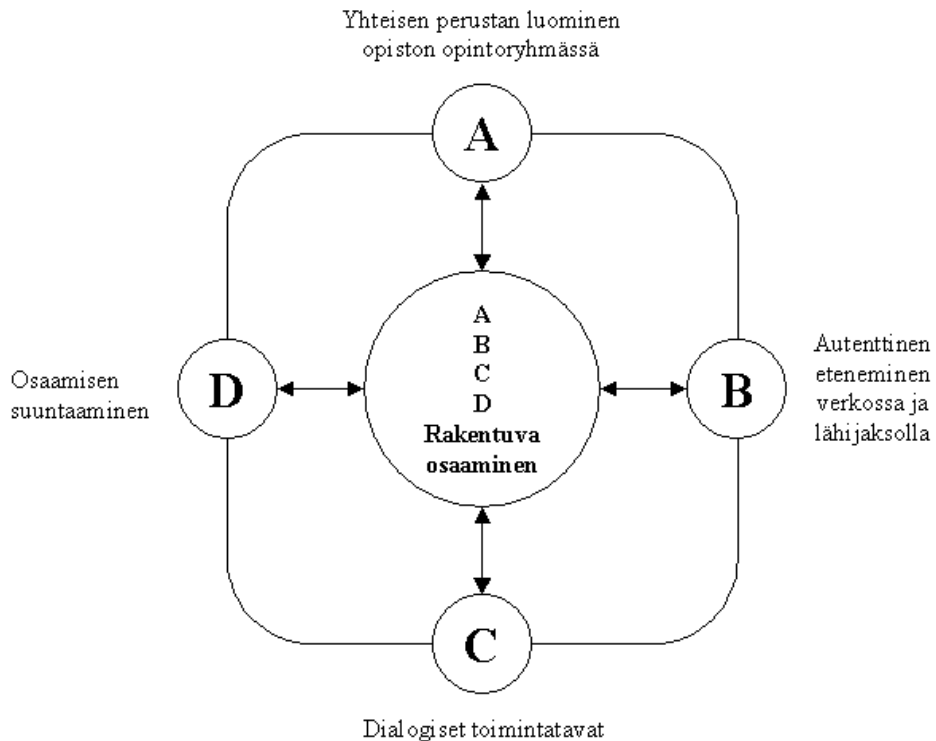 Yhteisen perustan luominen
opiston opintoryhmässä
A
A
B
C
D
Rakentuva
osaaminen
D
Osaamisen
suuntaaminen
B
Autenttinen
eteneminen
verkossa ja
lähijaksolla
C
Dialogiset toimintatavat